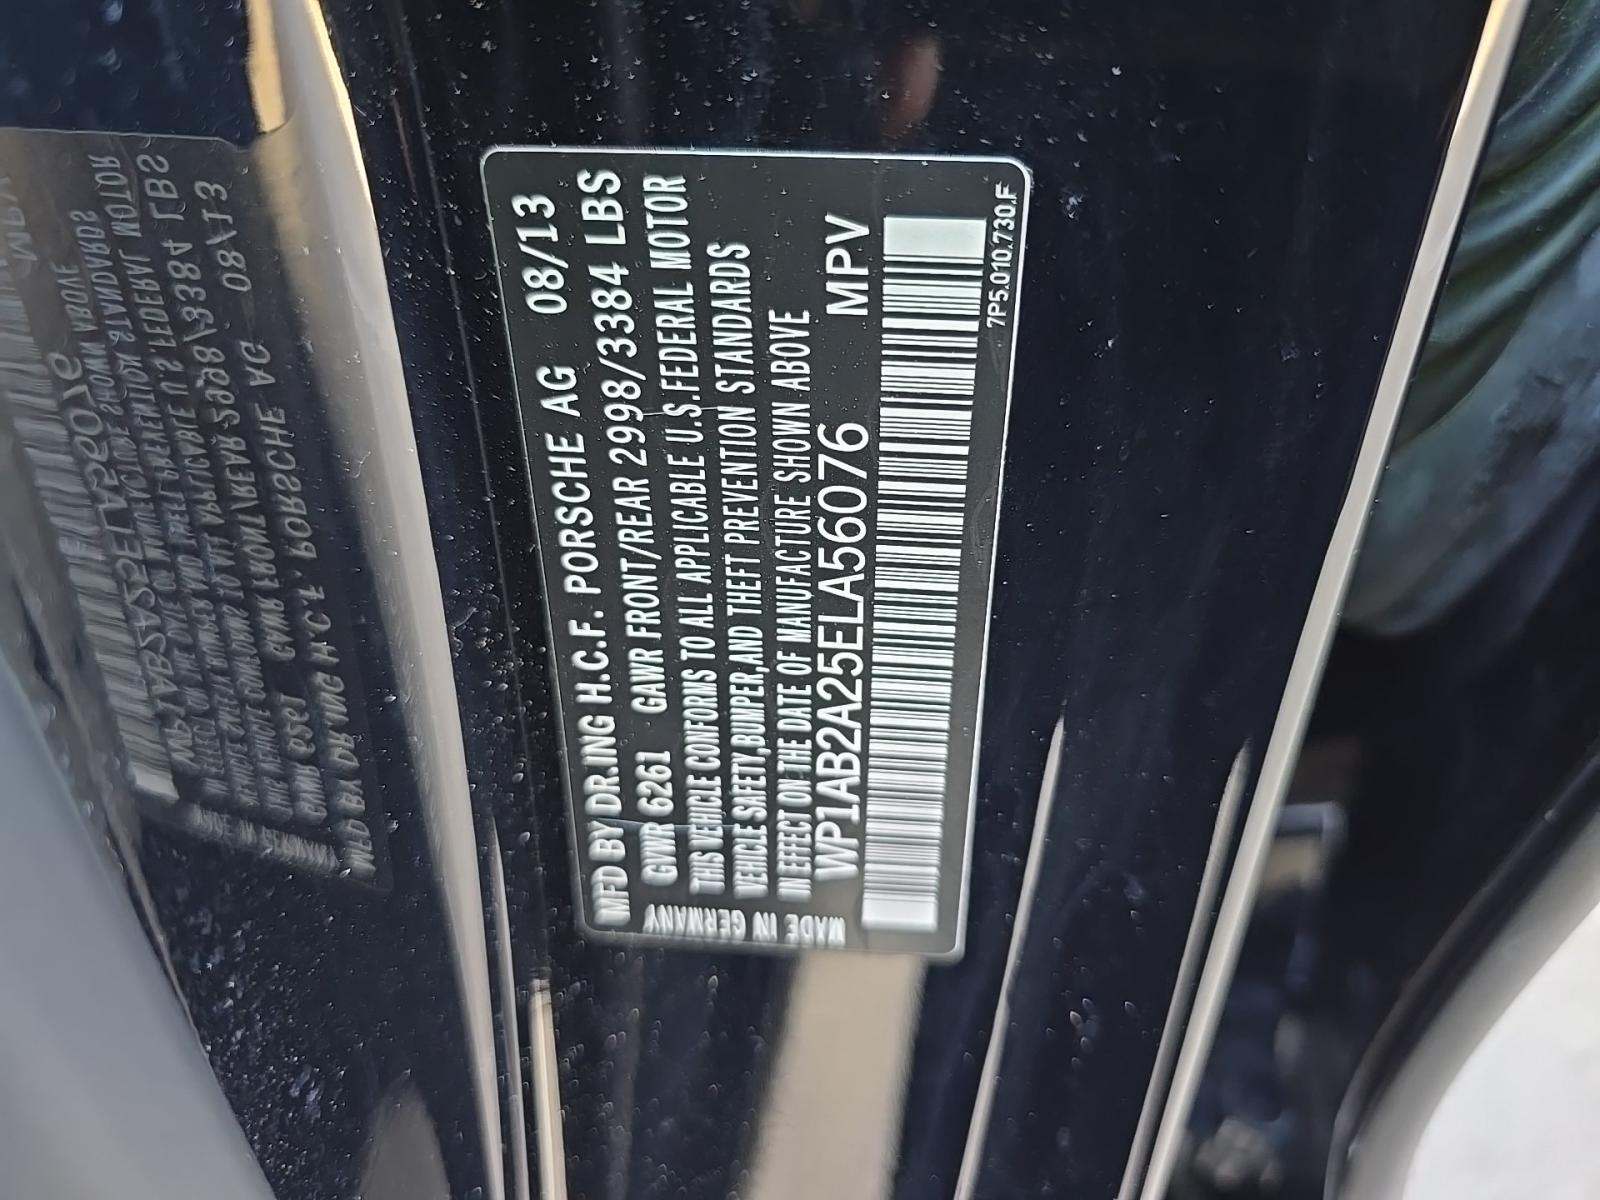 MFD BY DR.ING H.C.F. PORSCHE AG 08/13
GVWR 6261 GAWR FRONT/REAR 2998/3384 LBS
THIS VEHICLE CONFORMS TO ALL APPLICABLE U.S.FEDERAL MOTOR
VEHICLE SAFETY,BUMPER,AND THEFT PREVENTION STANDARDS
IN EFFECT ON THE DATE OF MANUFACTURE SHOWN ABOVE
WP1AB2A25ELA56076 MPV
7P5.010.730.F
MADE IN GERMANY